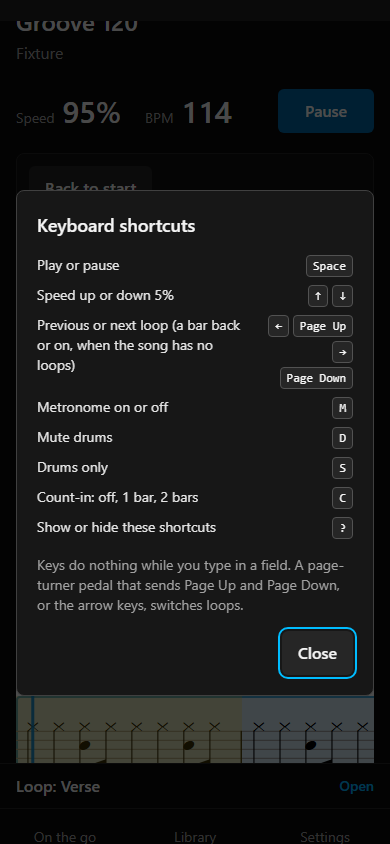 Groove 120
Fixture
Speed 95% BPM 114 Pause
Back to start
Keyboard shortcuts
Play or pause Space
Speed up or down 5% ↑ ↓
Previous or next loop (a bar back ← Page Up
or on, when the song has no →
loops) Page Down
Metronome on or off M
Mute drums D
Drums only S
Count-in: off, 1 bar, 2 bars C
Show or hide these shortcuts ?
Keys do nothing while you type in a field. A page-
turner pedal that sends Page Up and Page Down,
or the arrow keys, switches loops.
Close
Loop: Verse Open
On the go Library Settings